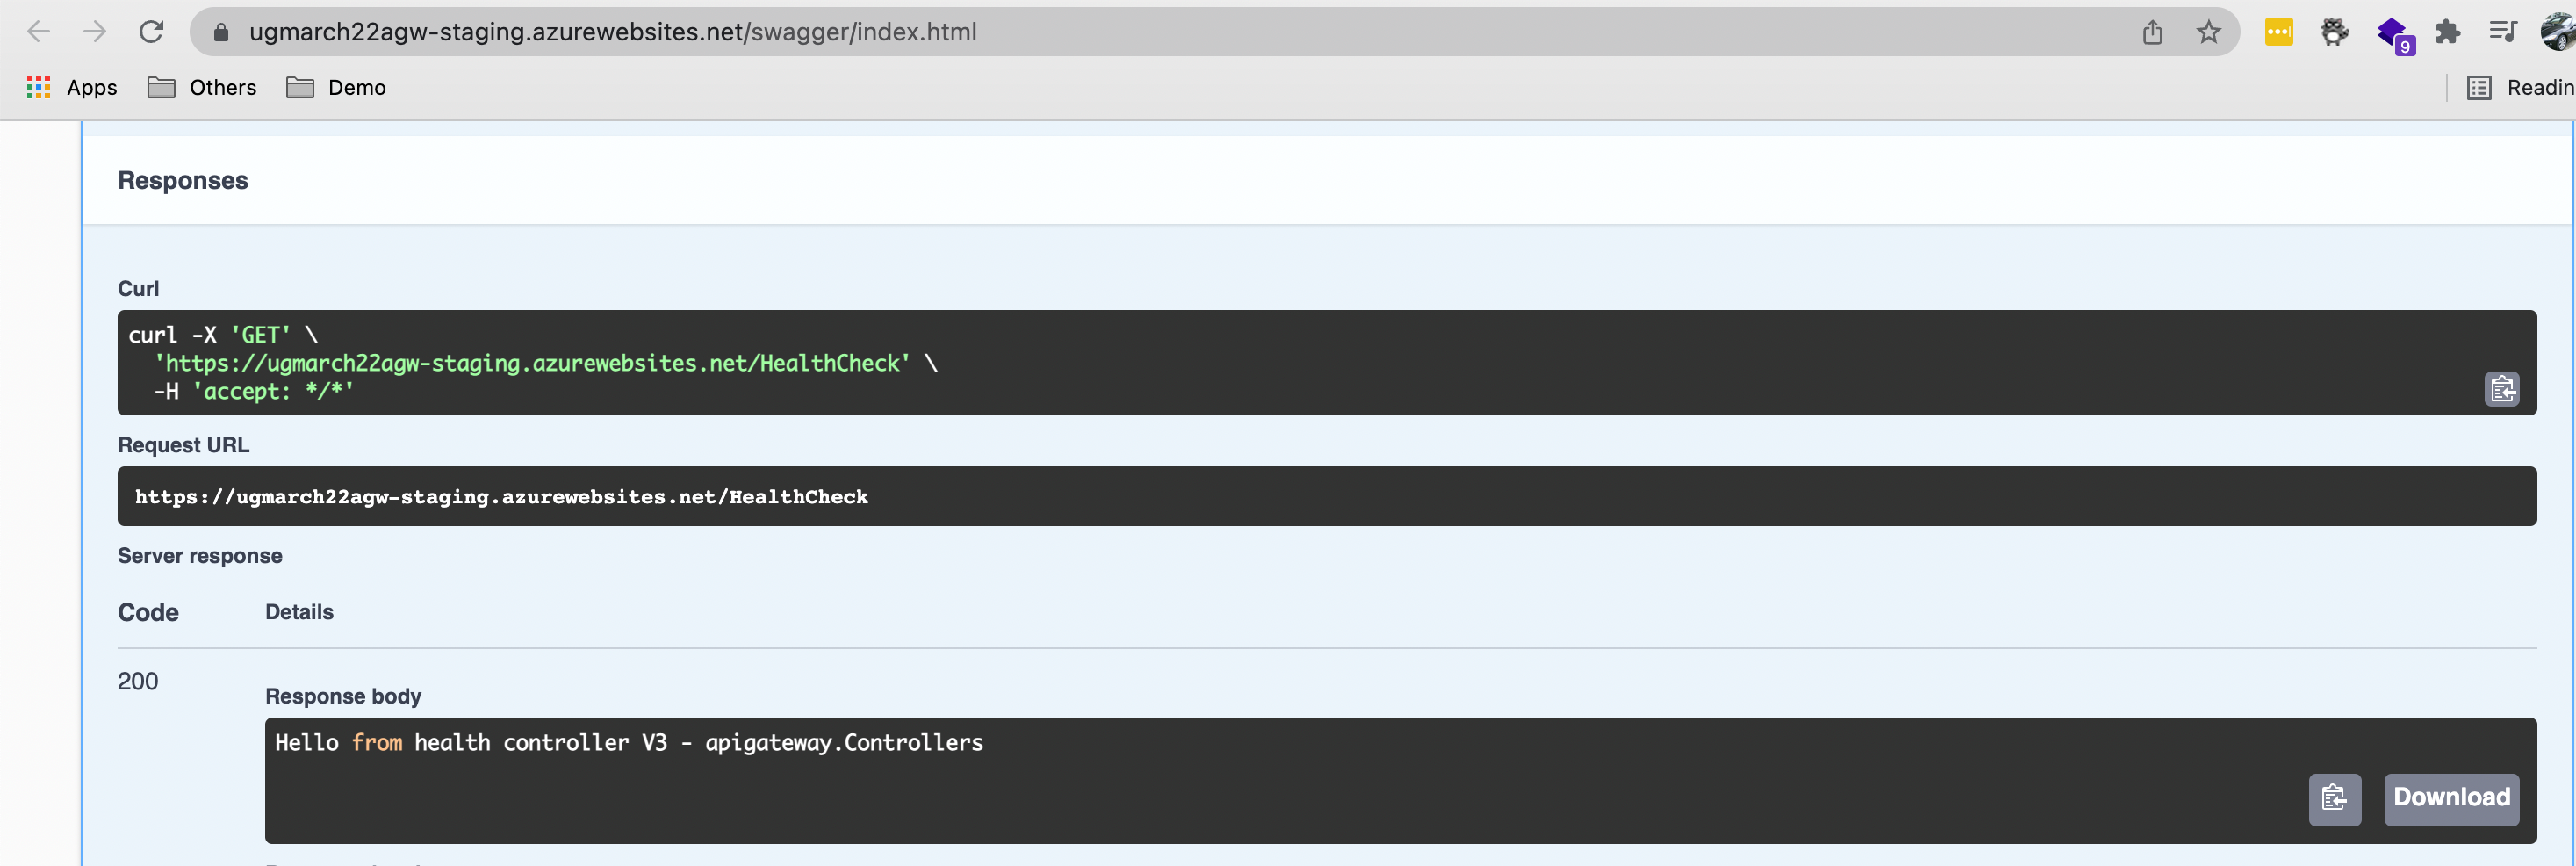 ugmarch22agw-staging.azurewebsites.net/swagger/index.html
9
Apps Others Demo Readin
Responses
Curl
curl -X 'GET' \
'https://ugmarch22agw-staging.azurewebsites.net/HealthCheck' \
-H 'accept: */*'
Request URL
https://ugmarch22agw-staging.azurewebsites.net/HealthCheck
Server response
Code Details
200
Response body
Hello from health controller V3 - apigateway.Controllers
Download